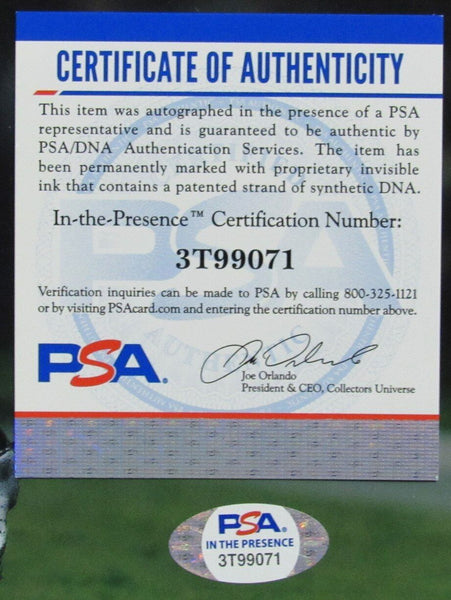 CERTIFICATE OF AUTHENTICITY
This item was autographed in the presence of a PSA
representative and is guaranteed to be authentic by
PSA/DNA Authentication Services. The item has
been permanently marked with proprietary invisible
ink that contains a patented strand of synthetic DNA.
In-the-Presence™ Certification Number:
3T99071
Verification inquiries can be made to PSA by calling 800-325-1121
or by visiting PSAcard.com and entering the certification number above.
PSA®
Joe Orlando
President & CEO, Collectors Universe
PSA®
IN THE PRESENCE
3T99071